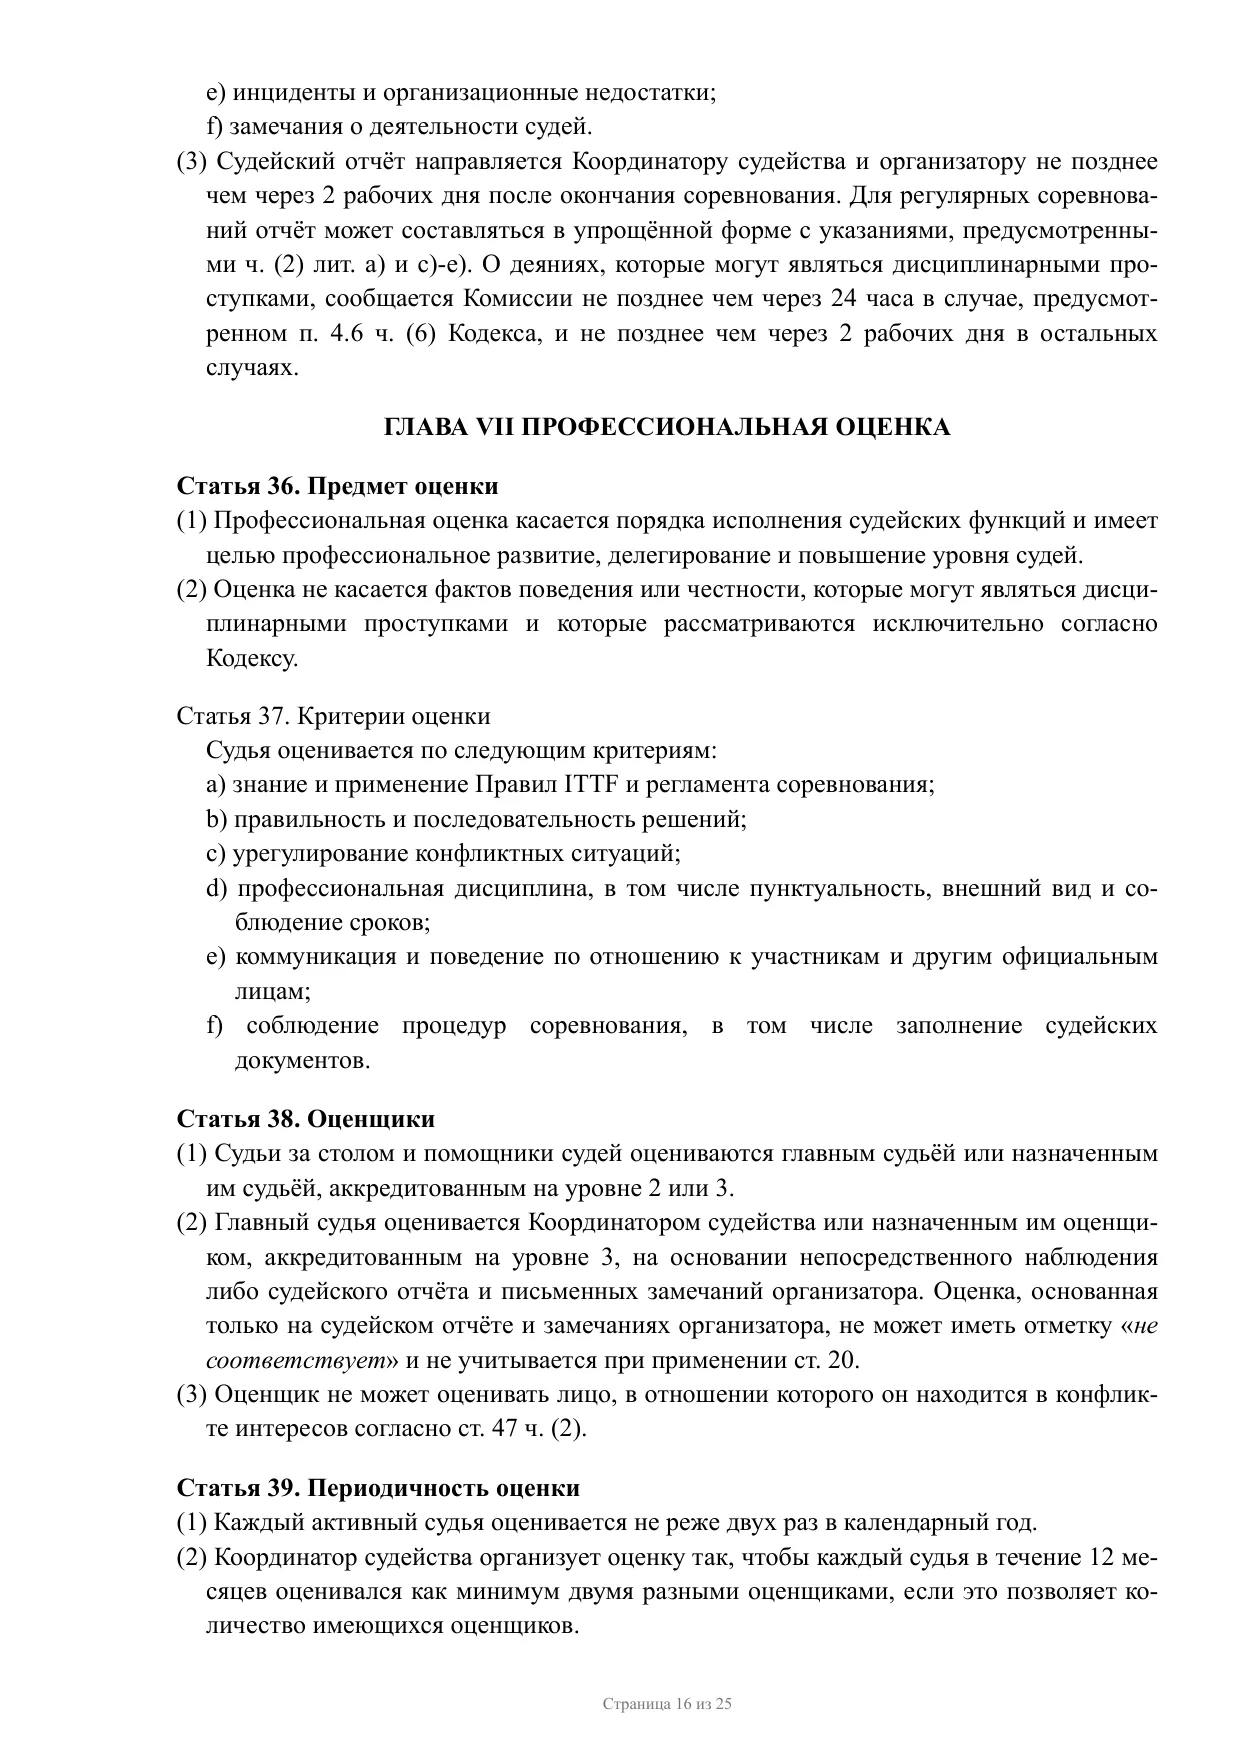 e) инциденты и организационные недостатки;
f) замечания о деятельности судей.
(3) Судейский отчёт направляется Координатору судейства и организатору не позднее
чем через 2 рабочих дня после окончания соревнования. Для регулярных соревнова-
ний отчёт может составляться в упрощённой форме с указаниями, предусмотренны-
ми ч. (2) лит. a) и c)-e). О деяниях, которые могут являться дисциплинарными про-
ступками, сообщается Комиссии не позднее чем через 24 часа в случае, предусмот-
ренном п. 4.6 ч. (6) Кодекса, и не позднее чем через 2 рабочих дня в остальных
случаях.
ГЛАВА VII ПРОФЕССИОНАЛЬНАЯ ОЦЕНКА
Статья 36. Предмет оценки
(1) Профессиональная оценка касается порядка исполнения судейских функций и имеет
целью профессиональное развитие, делегирование и повышение уровня судей.
(2) Оценка не касается фактов поведения или честности, которые могут являться дисци-
плинарными проступками и которые рассматриваются исключительно согласно
Кодексу.
Статья 37. Критерии оценки
Судья оценивается по следующим критериям:
a) знание и применение Правил ITTF и регламента соревнования;
b) правильность и последовательность решений;
c) урегулирование конфликтных ситуаций;
d) профессиональная дисциплина, в том числе пунктуальность, внешний вид и со-
блюдение сроков;
e) коммуникация и поведение по отношению к участникам и другим официальным
лицам;
f) соблюдение процедур соревнования, в том числе заполнение судейских
документов.
Статья 38. Оценщики
(1) Судьи за столом и помощники судей оцениваются главным судьёй или назначенным
им судьёй, аккредитованным на уровне 2 или 3.
(2) Главный судья оценивается Координатором судейства или назначенным им оценщи-
ком, аккредитованным на уровне 3, на основании непосредственного наблюдения
либо судейского отчёта и письменных замечаний организатора. Оценка, основанная
только на судейском отчёте и замечаниях организатора, не может иметь отметку «не
соответствует» и не учитывается при применении ст. 20.
(3) Оценщик не может оценивать лицо, в отношении которого он находится в конфлик-
те интересов согласно ст. 47 ч. (2).
Статья 39. Периодичность оценки
(1) Каждый активный судья оценивается не реже двух раз в календарный год.
(2) Координатор судейства организует оценку так, чтобы каждый судья в течение 12 ме-
сяцев оценивался как минимум двумя разными оценщиками, если это позволяет ко-
личество имеющихся оценщиков.
Страница 16 из 25